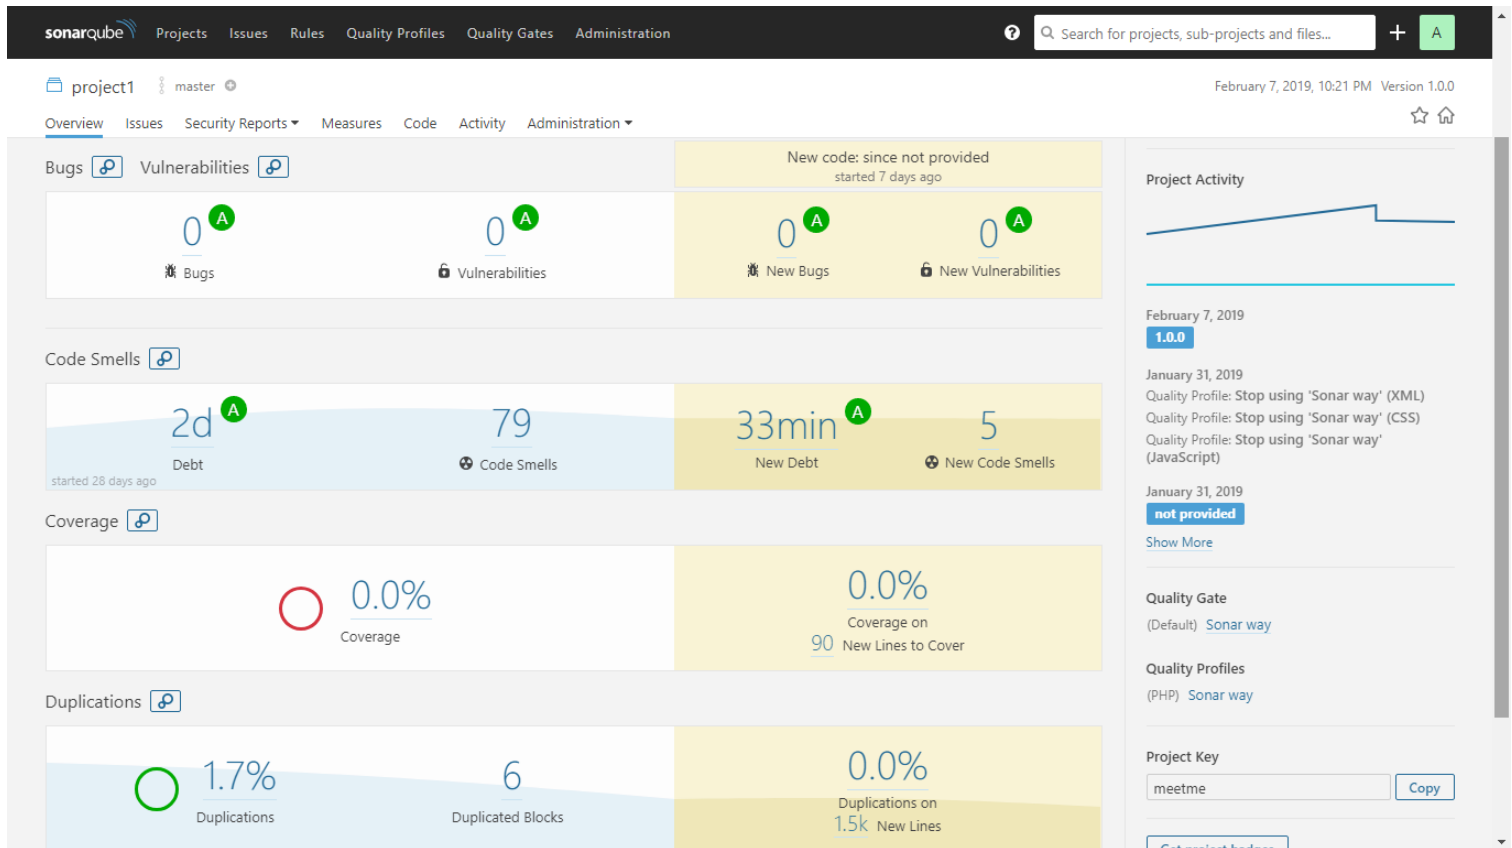 sonarqube Projects Issues Rules Quality Profiles Quality Gates Administration Search for projects, sub-projects and files... A
project1 master February 7, 2019, 10:21 PM Version 1.0.0
Overview Issues Security Reports Measures Code Activity Administration
Bugs Vulnerabilities
New code: since not provided
started 7 days ago
0 A
Bugs
0 A
Vulnerabilities
0 A
New Bugs
0 A
New Vulnerabilities
Code Smells
2d A
Debt
started 28 days ago
79
Code Smells
33min A
New Debt
5
New Code Smells
Coverage
0.0%
Coverage
0.0%
Coverage on
90 New Lines to Cover
Duplications
1.7%
Duplications
6
Duplicated Blocks
0.0%
Duplications on
1.5k New Lines
Project Activity
February 7, 2019
1.0.0
January 31, 2019
Quality Profile: Stop using 'Sonar way' (XML)
Quality Profile: Stop using 'Sonar way' (CSS)
Quality Profile: Stop using 'Sonar way'
(JavaScript)
January 31, 2019
not provided
Show More
Quality Gate
(Default) Sonar way
Quality Profiles
(PHP) Sonar way
Project Key
meetme Copy